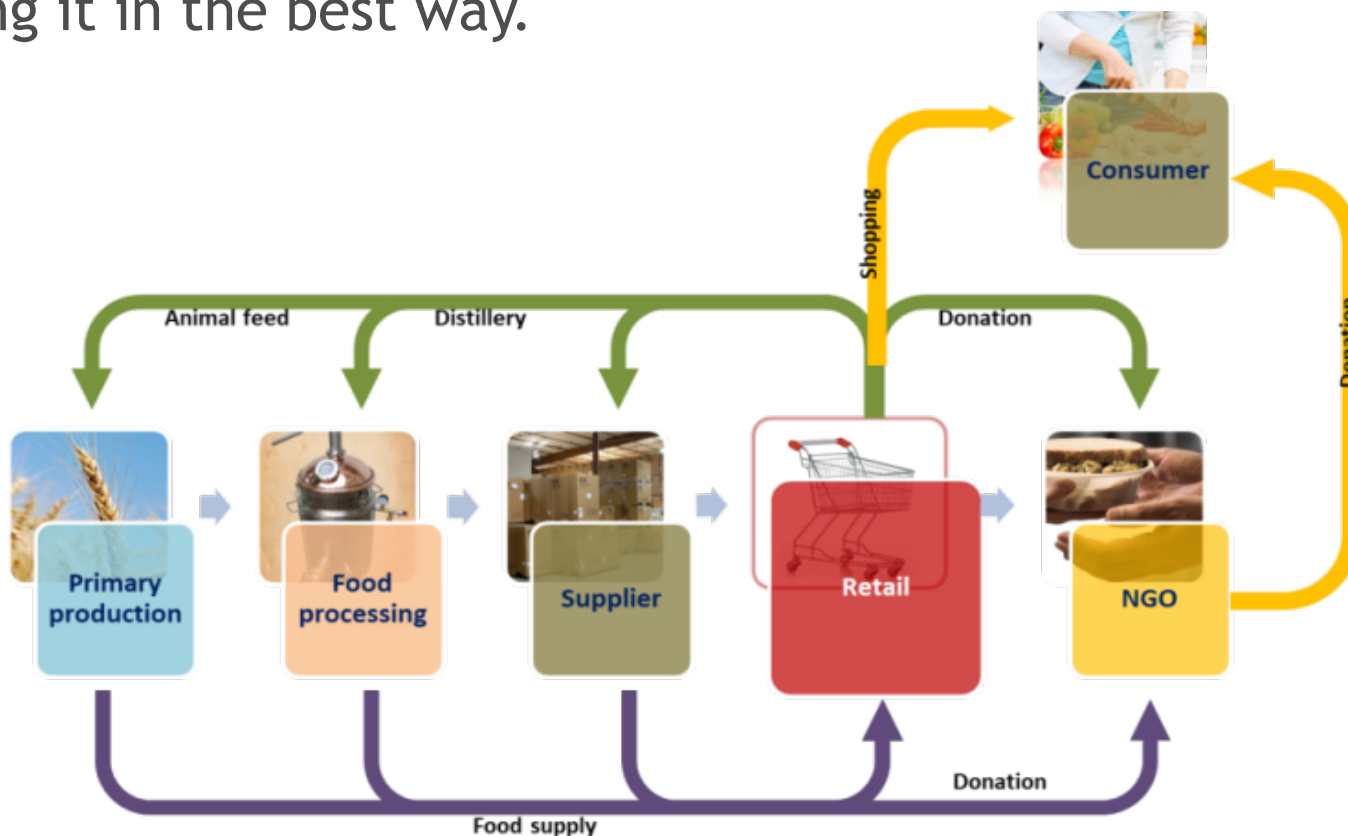 ng it in the best way.
Consumer
Shopping
Animal feed
Distillery
Donation
Donation
Primary
production
Food
processing
Supplier
Retail
NGO
Donation
Food supply